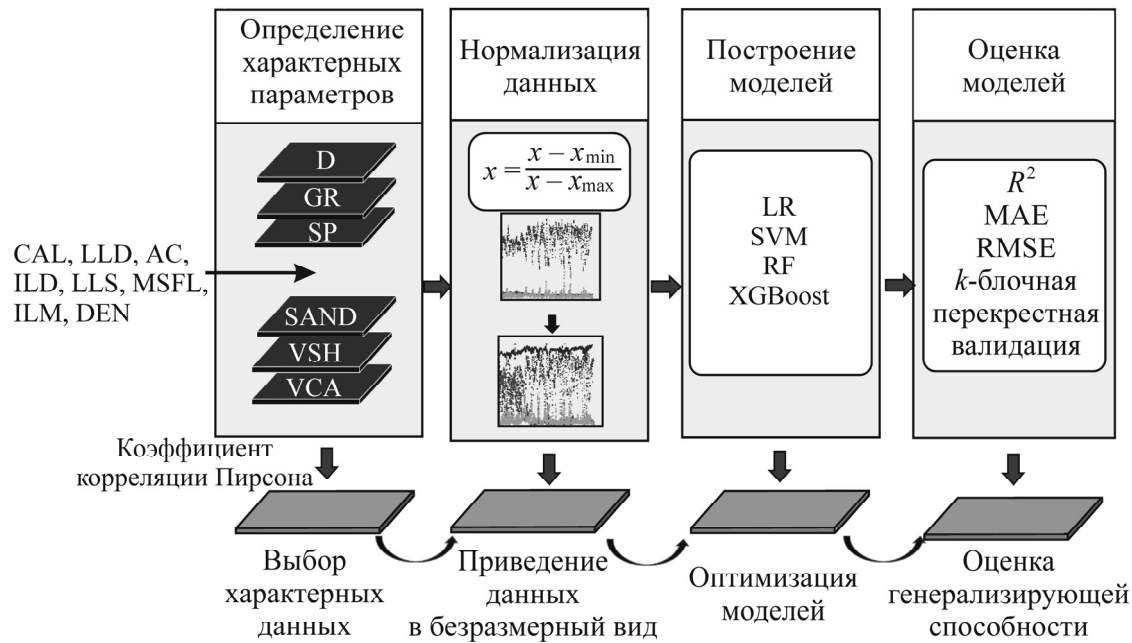 Определение
характерных
параметров
Нормализация
данных
Построение
моделей
Оценка
моделей
CAL, LLD, AC,
ILD, LLS, MSFL,
ILM, DEN
D
GR
SP
SAND
VSH
VCA
x = x − xmin / x − xmax
LR
SVM
RF
XGBoost
R²
MAE
RMSE
k-блочная
перекрестная
валидация
Коэффициент
корреляции Пирсона
Выбор
характерных
данных
Приведение
данных
в безразмерный вид
Оптимизация
моделей
Оценка
генерализирующей
способности